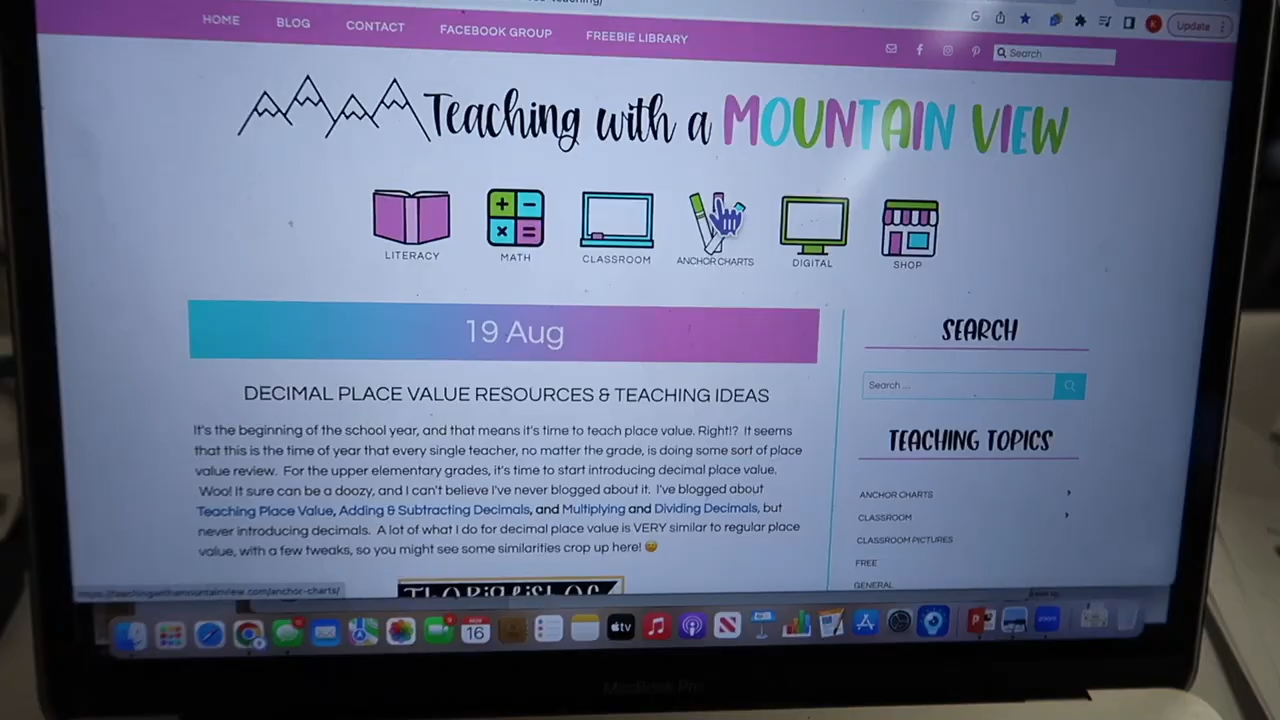 HOME BLOG CONTACT FACEBOOK GROUP FREEBIE LIBRARY
Update
Search
Teaching with a MOUNTAIN VIEW
LITERACY MATH CLASSROOM ANCHOR CHARTS DIGITAL SHOP
19 Aug
DECIMAL PLACE VALUE RESOURCES & TEACHING IDEAS
It's the beginning of the school year, and that means it's time to teach place value. Right!? It seems
that this is the time of year that every single teacher, no matter the grade, is doing some sort of place
value review. For the upper elementary grades, it's time to start introducing decimal place value.
Woo! It sure can be a doozy, and I can't believe I've never blogged about it. I've blogged about
Teaching Place Value, Adding & Subtracting Decimals, and Multiplying and Dividing Decimals, but
never introducing decimals. A lot of what I do for decimal place value is VERY similar to regular place
value, with a few tweaks, so you might see some similarities crop up here!
SEARCH
Search ...
TEACHING TOPICS
ANCHOR CHARTS
CLASSROOM
CLASSROOM PICTURES
FREE
GENERAL
https://teachingwithamountainview.com/anchor-charts/
NOV
16
tv
zoom
MacBook Pro